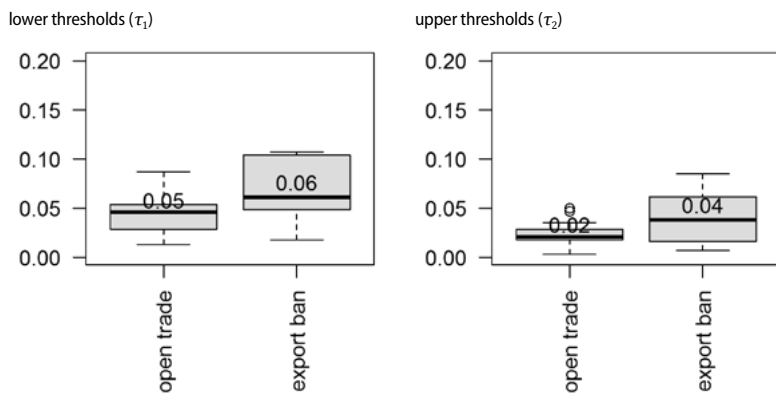 lower thresholds (τ1)
0.20
0.15
0.10
0.05
0.00
0.05
0.06
open trade
export ban
upper thresholds (τ2)
0.20
0.15
0.10
0.05
0.00
0.02
0.04
open trade
export ban